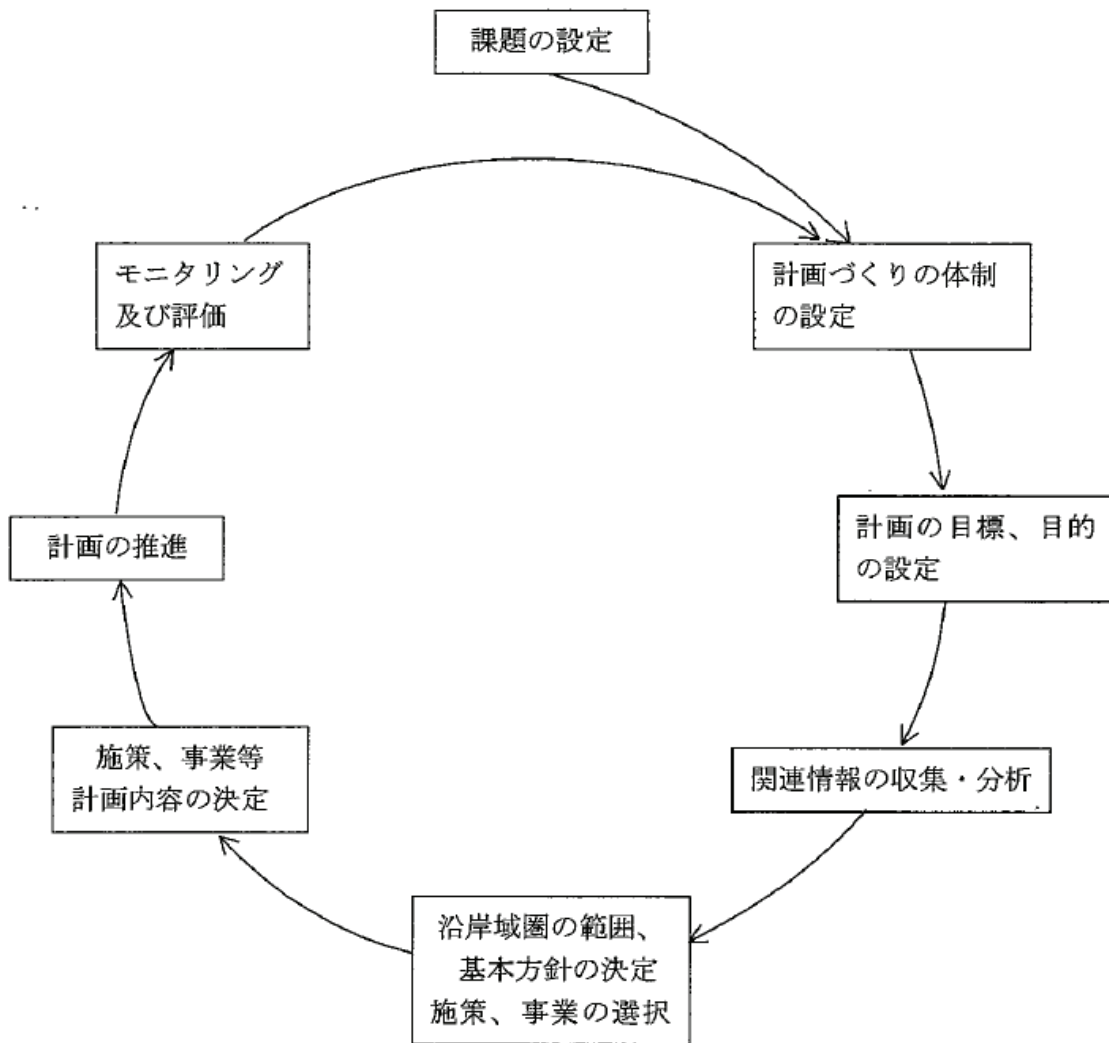 課題の設定
計画づくりの体制
の設定
計画の目標、目的
の設定
関連情報の収集・分析
沿岸域圏の範囲、
基本方針の決定
施策、事業の選択
施策、事業等
計画内容の決定
計画の推進
モニタリング
及び評価